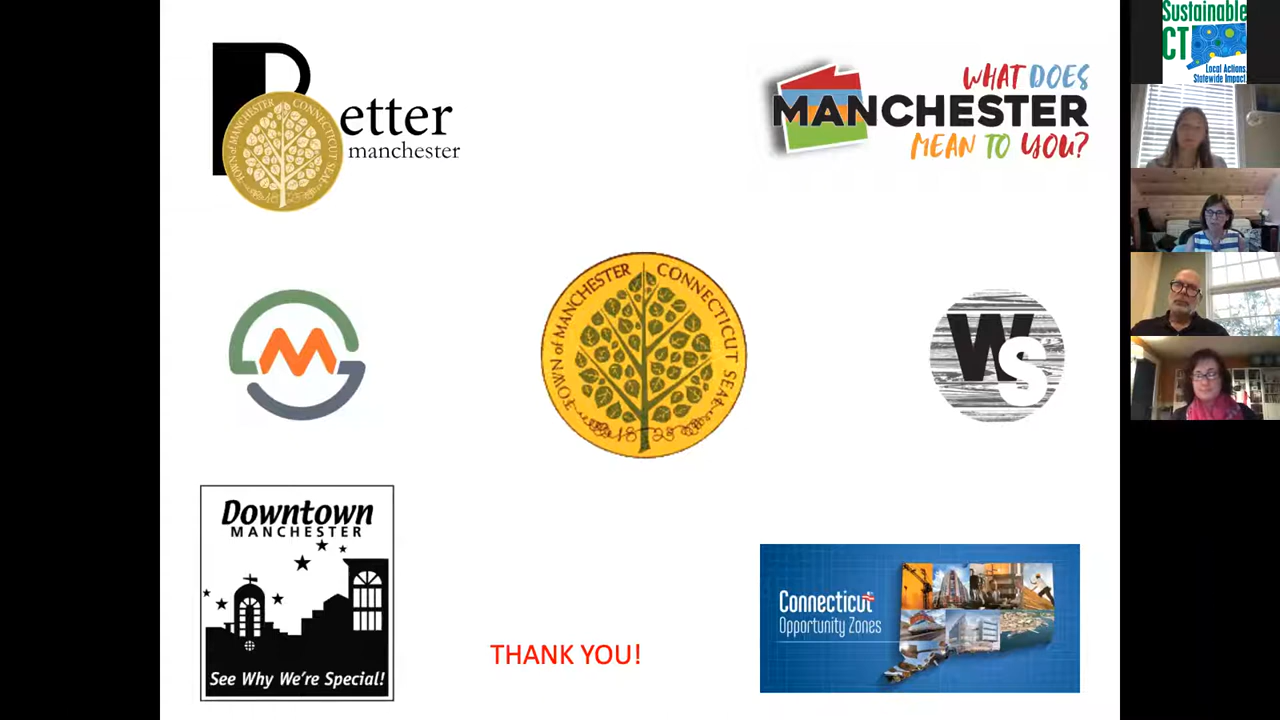 Better
manchester
TOWN of MANCHESTER CONNECTICUT SEAL
WHAT DOES
MANCHESTER
MEAN TO YOU?
Sustainable
CT
Local Actions.
Statewide Impact.
M
TOWN of MANCHESTER CONNECTICUT SEAL
1823
WS
Downtown
MANCHESTER
See Why We're Special!
THANK YOU!
Connecticut
Opportunity Zones